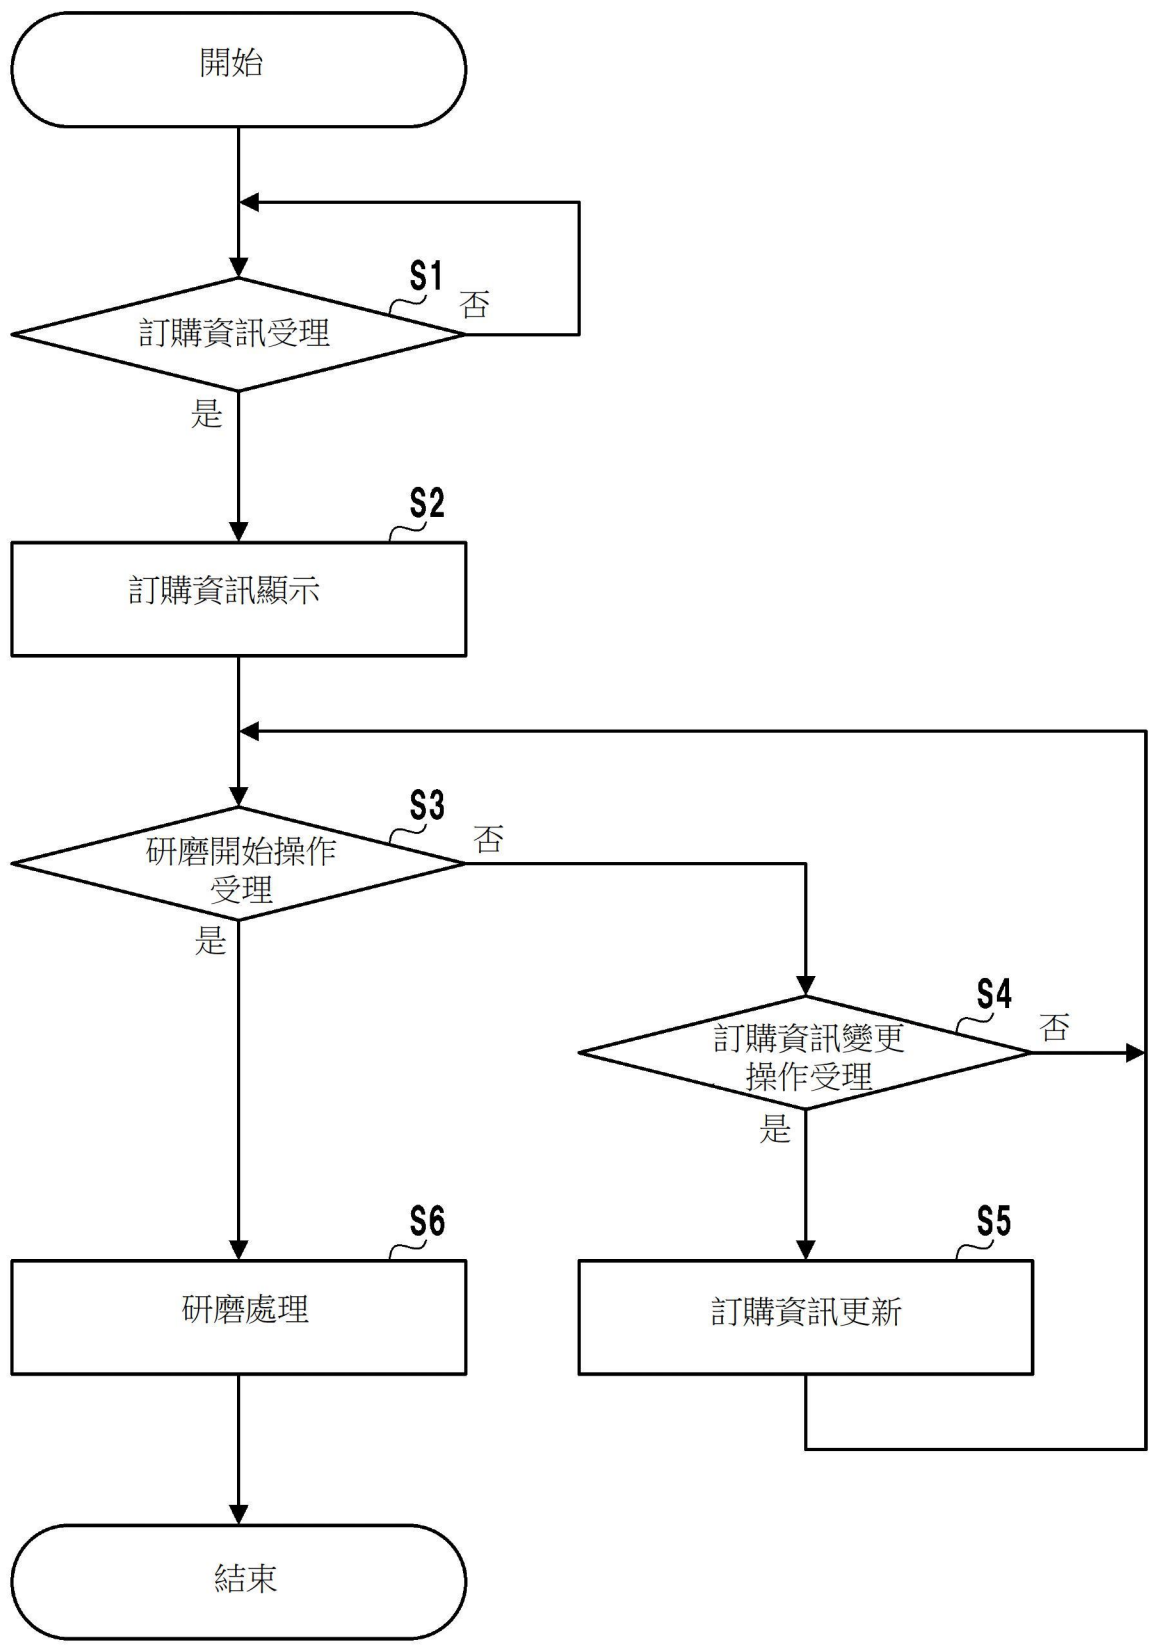 開始
S1
否
訂購資訊受理
是
S2
訂購資訊顯示
S3
否
研磨開始操作
受理
是
S4
否
訂購資訊變更
操作受理
是
S6
研磨處理
S5
訂購資訊更新
結束